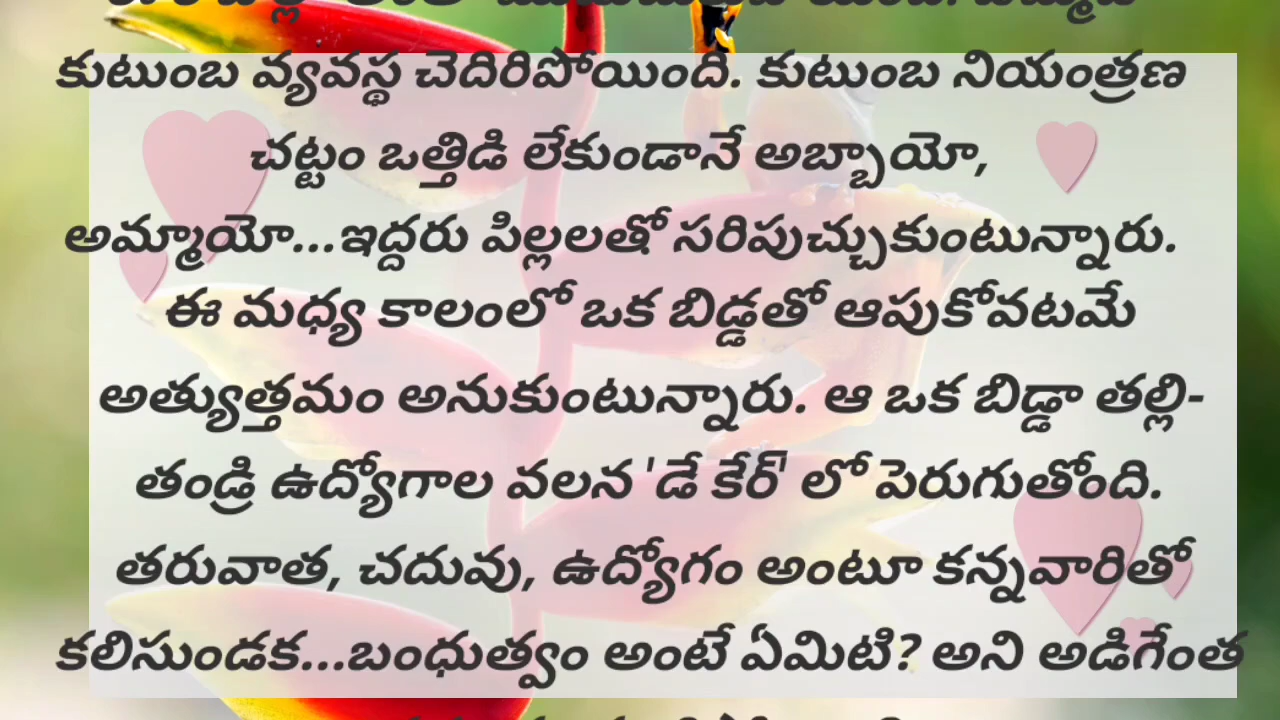 కుటుంబ వ్యవస్థ చెదిరిపోయింది. కుటుంబ నియంత్రణ
చట్టం ఒత్తిడి లేకుండానే అబ్బాయో,
అమ్మాయో...ఇద్దరు పిల్లలతో సరిపుచ్చుకుంటున్నారు.
ఈ మధ్య కాలంలో ఒక బిడ్డతో ఆపుకోవటమే
అత్యుత్తమం అనుకుంటున్నారు. ఆ ఒక బిడ్డా తల్లి-
తండ్రి ఉద్యోగాల వలన 'డే కేర్' లో పెరుగుతోంది.
తరువాత, చదువు, ఉద్యోగం అంటూ కన్నవారితో
కలిసుండక...బంధుత్వం అంటే ఏమిటి? అని అడిగేంత